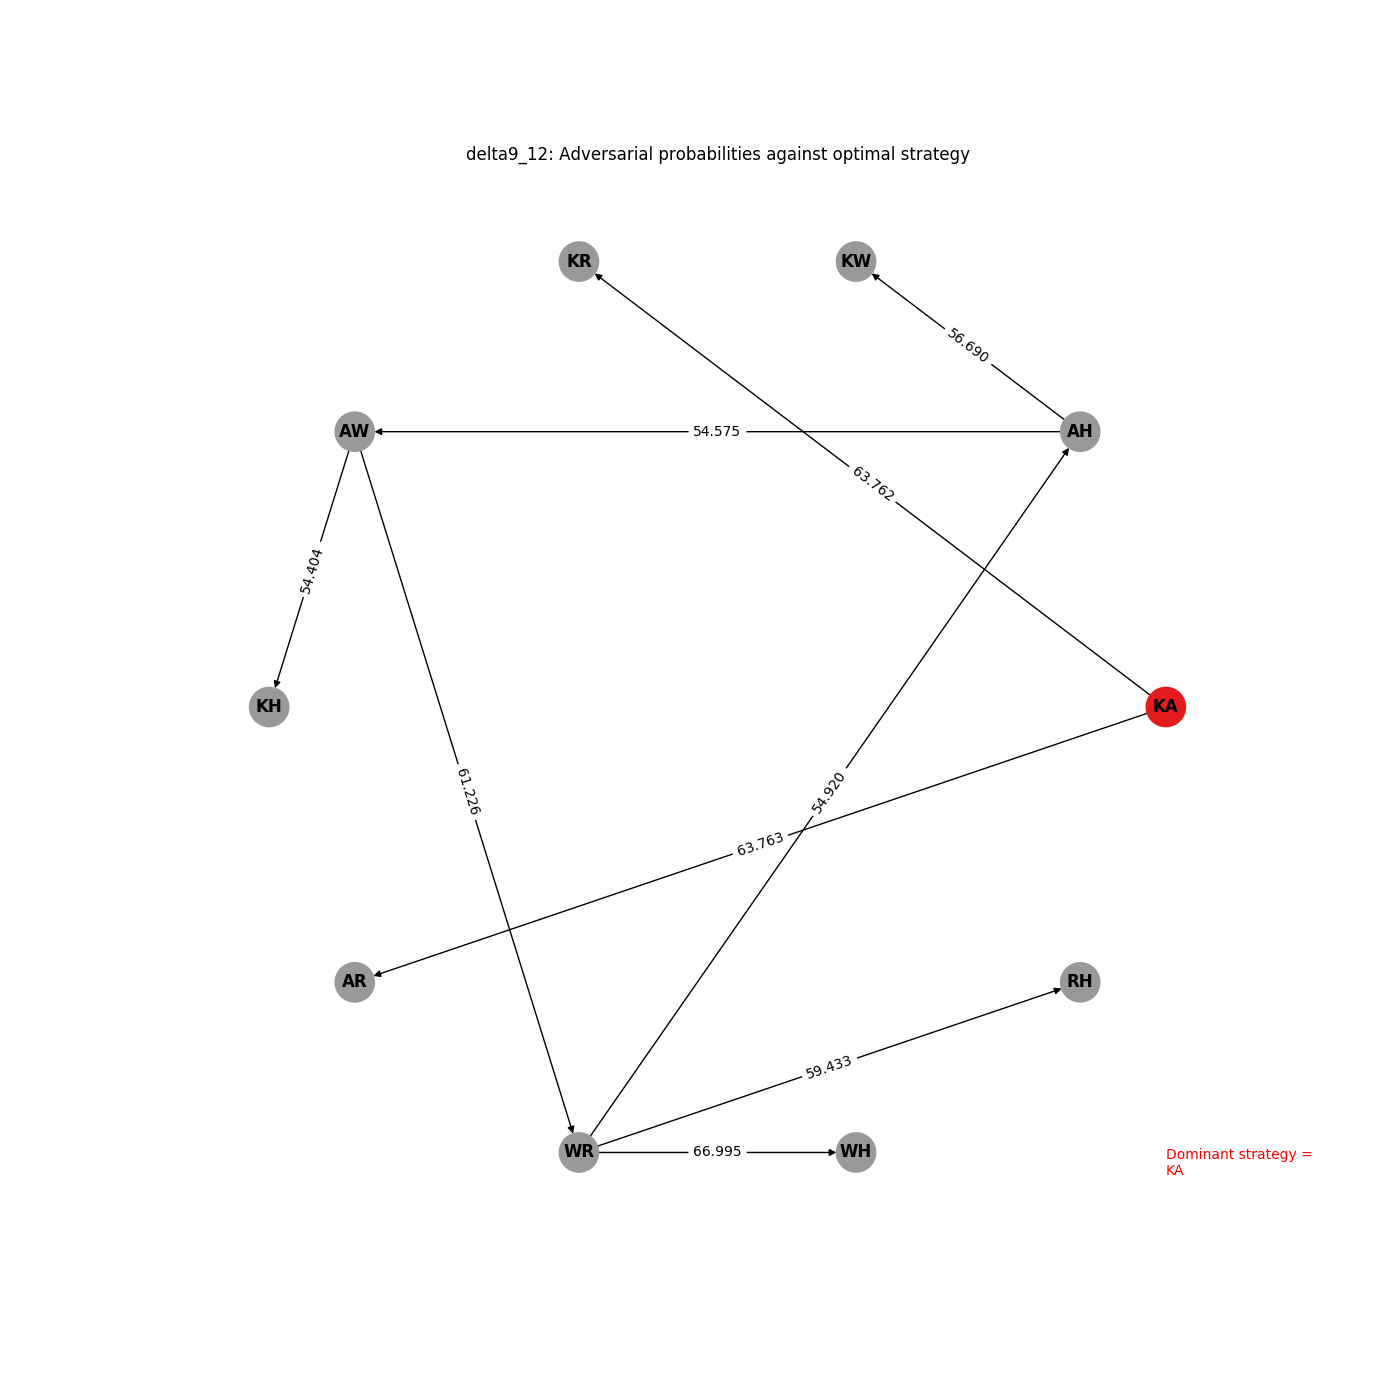 delta9_12: Adversarial probabilities against optimal strategy
KR
KW
56.690
AW
54.575
AH
63.762
54.404
KH
KA
61.226
54.920
63.763
AR
RH
59.433
WR
66.995
WH
Dominant strategy =
KA